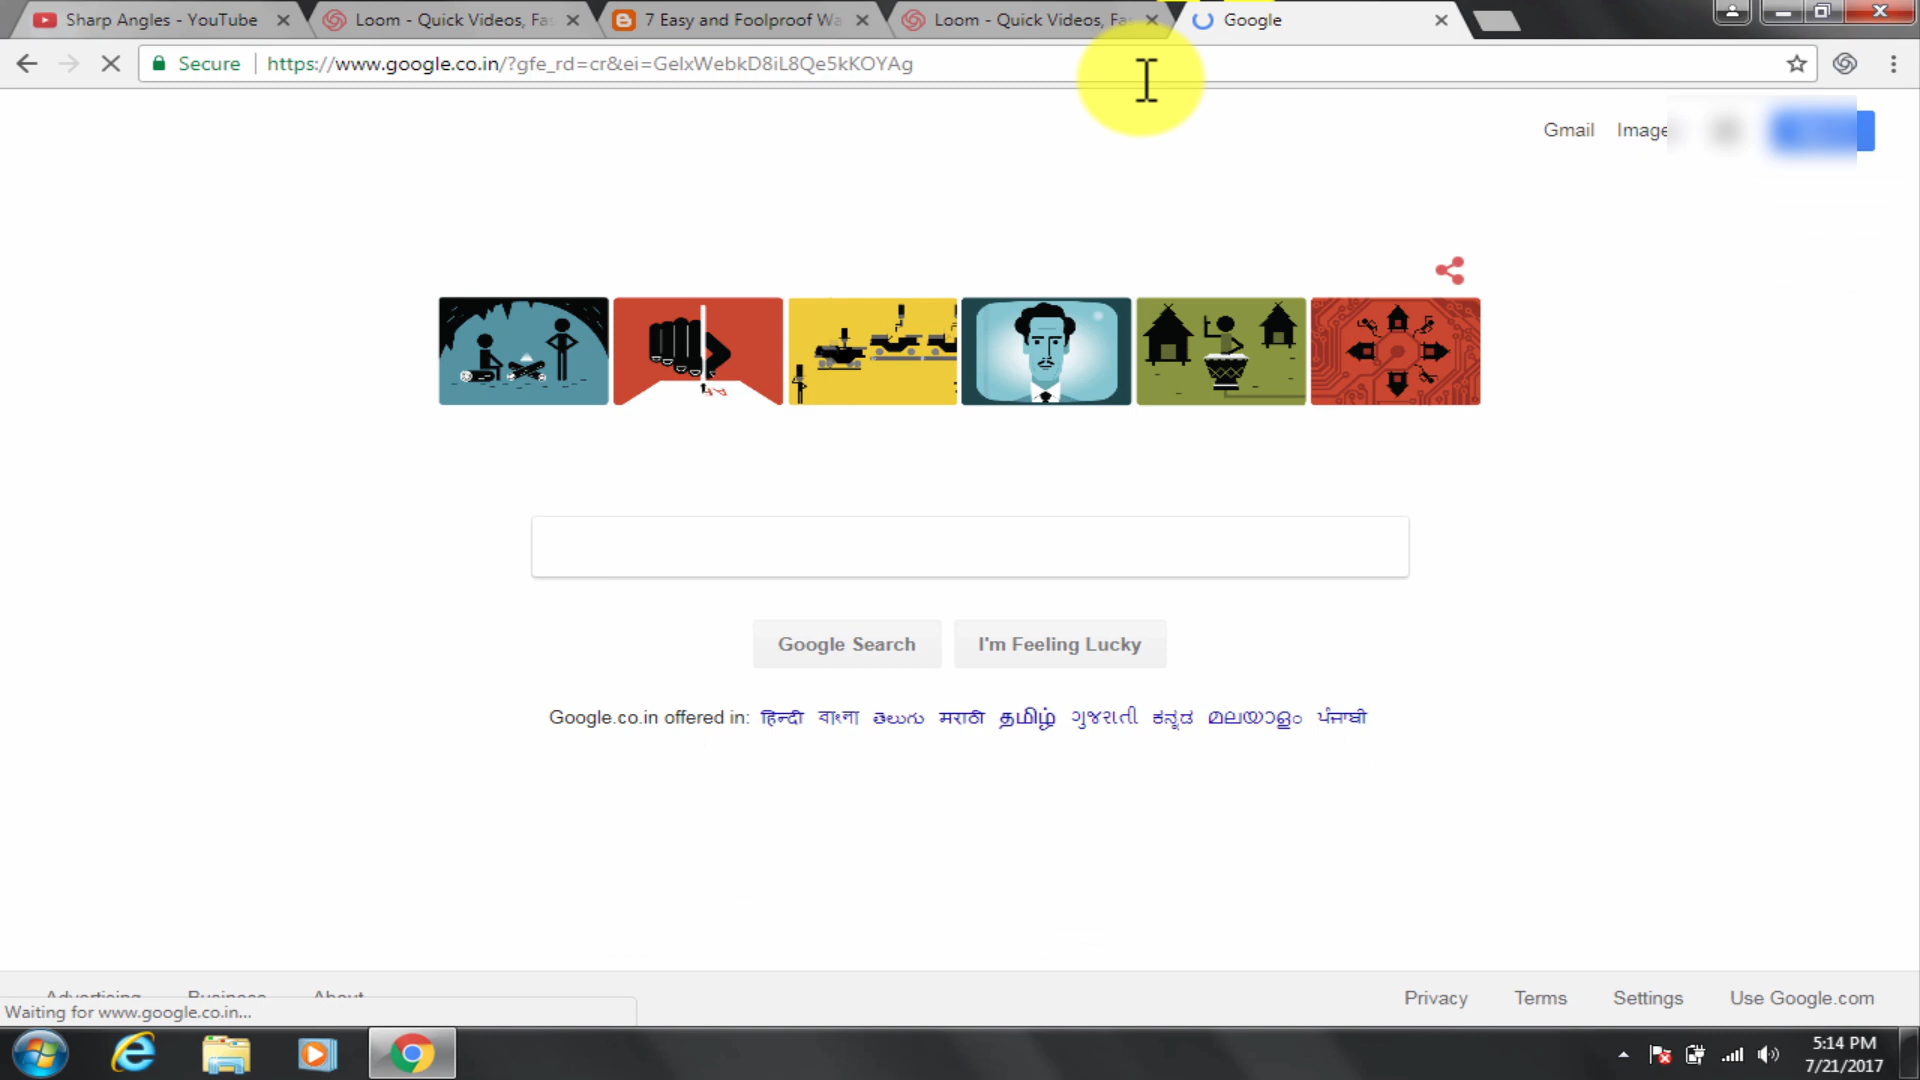 Sharp Angles - YouTube
Loom - Quick Videos, Fa
7 Easy and Foolproof Wa
Loom - Quick Videos, Fa
Google
Secure
https://www.google.co.in/?gfe_rd=cr&ei=GelxWebkD8iL8Qe5kKOYAg
Gmail Image
Google Search
I'm Feeling Lucky
Google.co.in offered in: हिन्दी বাংলা తెలుగు मराठी தமிழ் ગુજરાતી ಕನ್ನಡ മലയാളം ਪੰਜਾਬੀ
Advertising Business About
Privacy Terms Settings Use Google.com
Waiting for www.google.co.in...
5:14 PM
7/21/2017